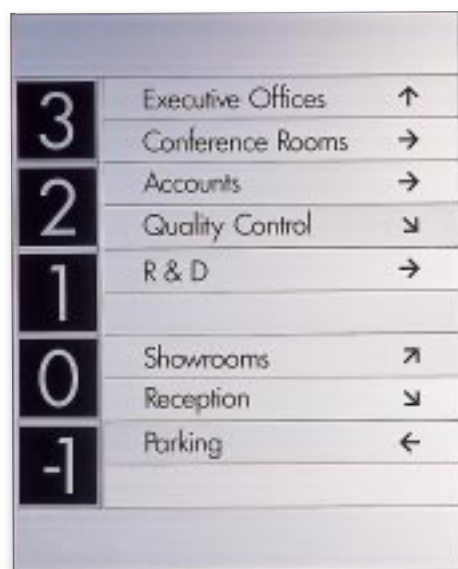 3 Executive Offices ↑
Conference Rooms →
2 Accounts →
Quality Control ↘
1 R & D →
0 Showrooms ↗
Reception ↘
-1 Parking ←